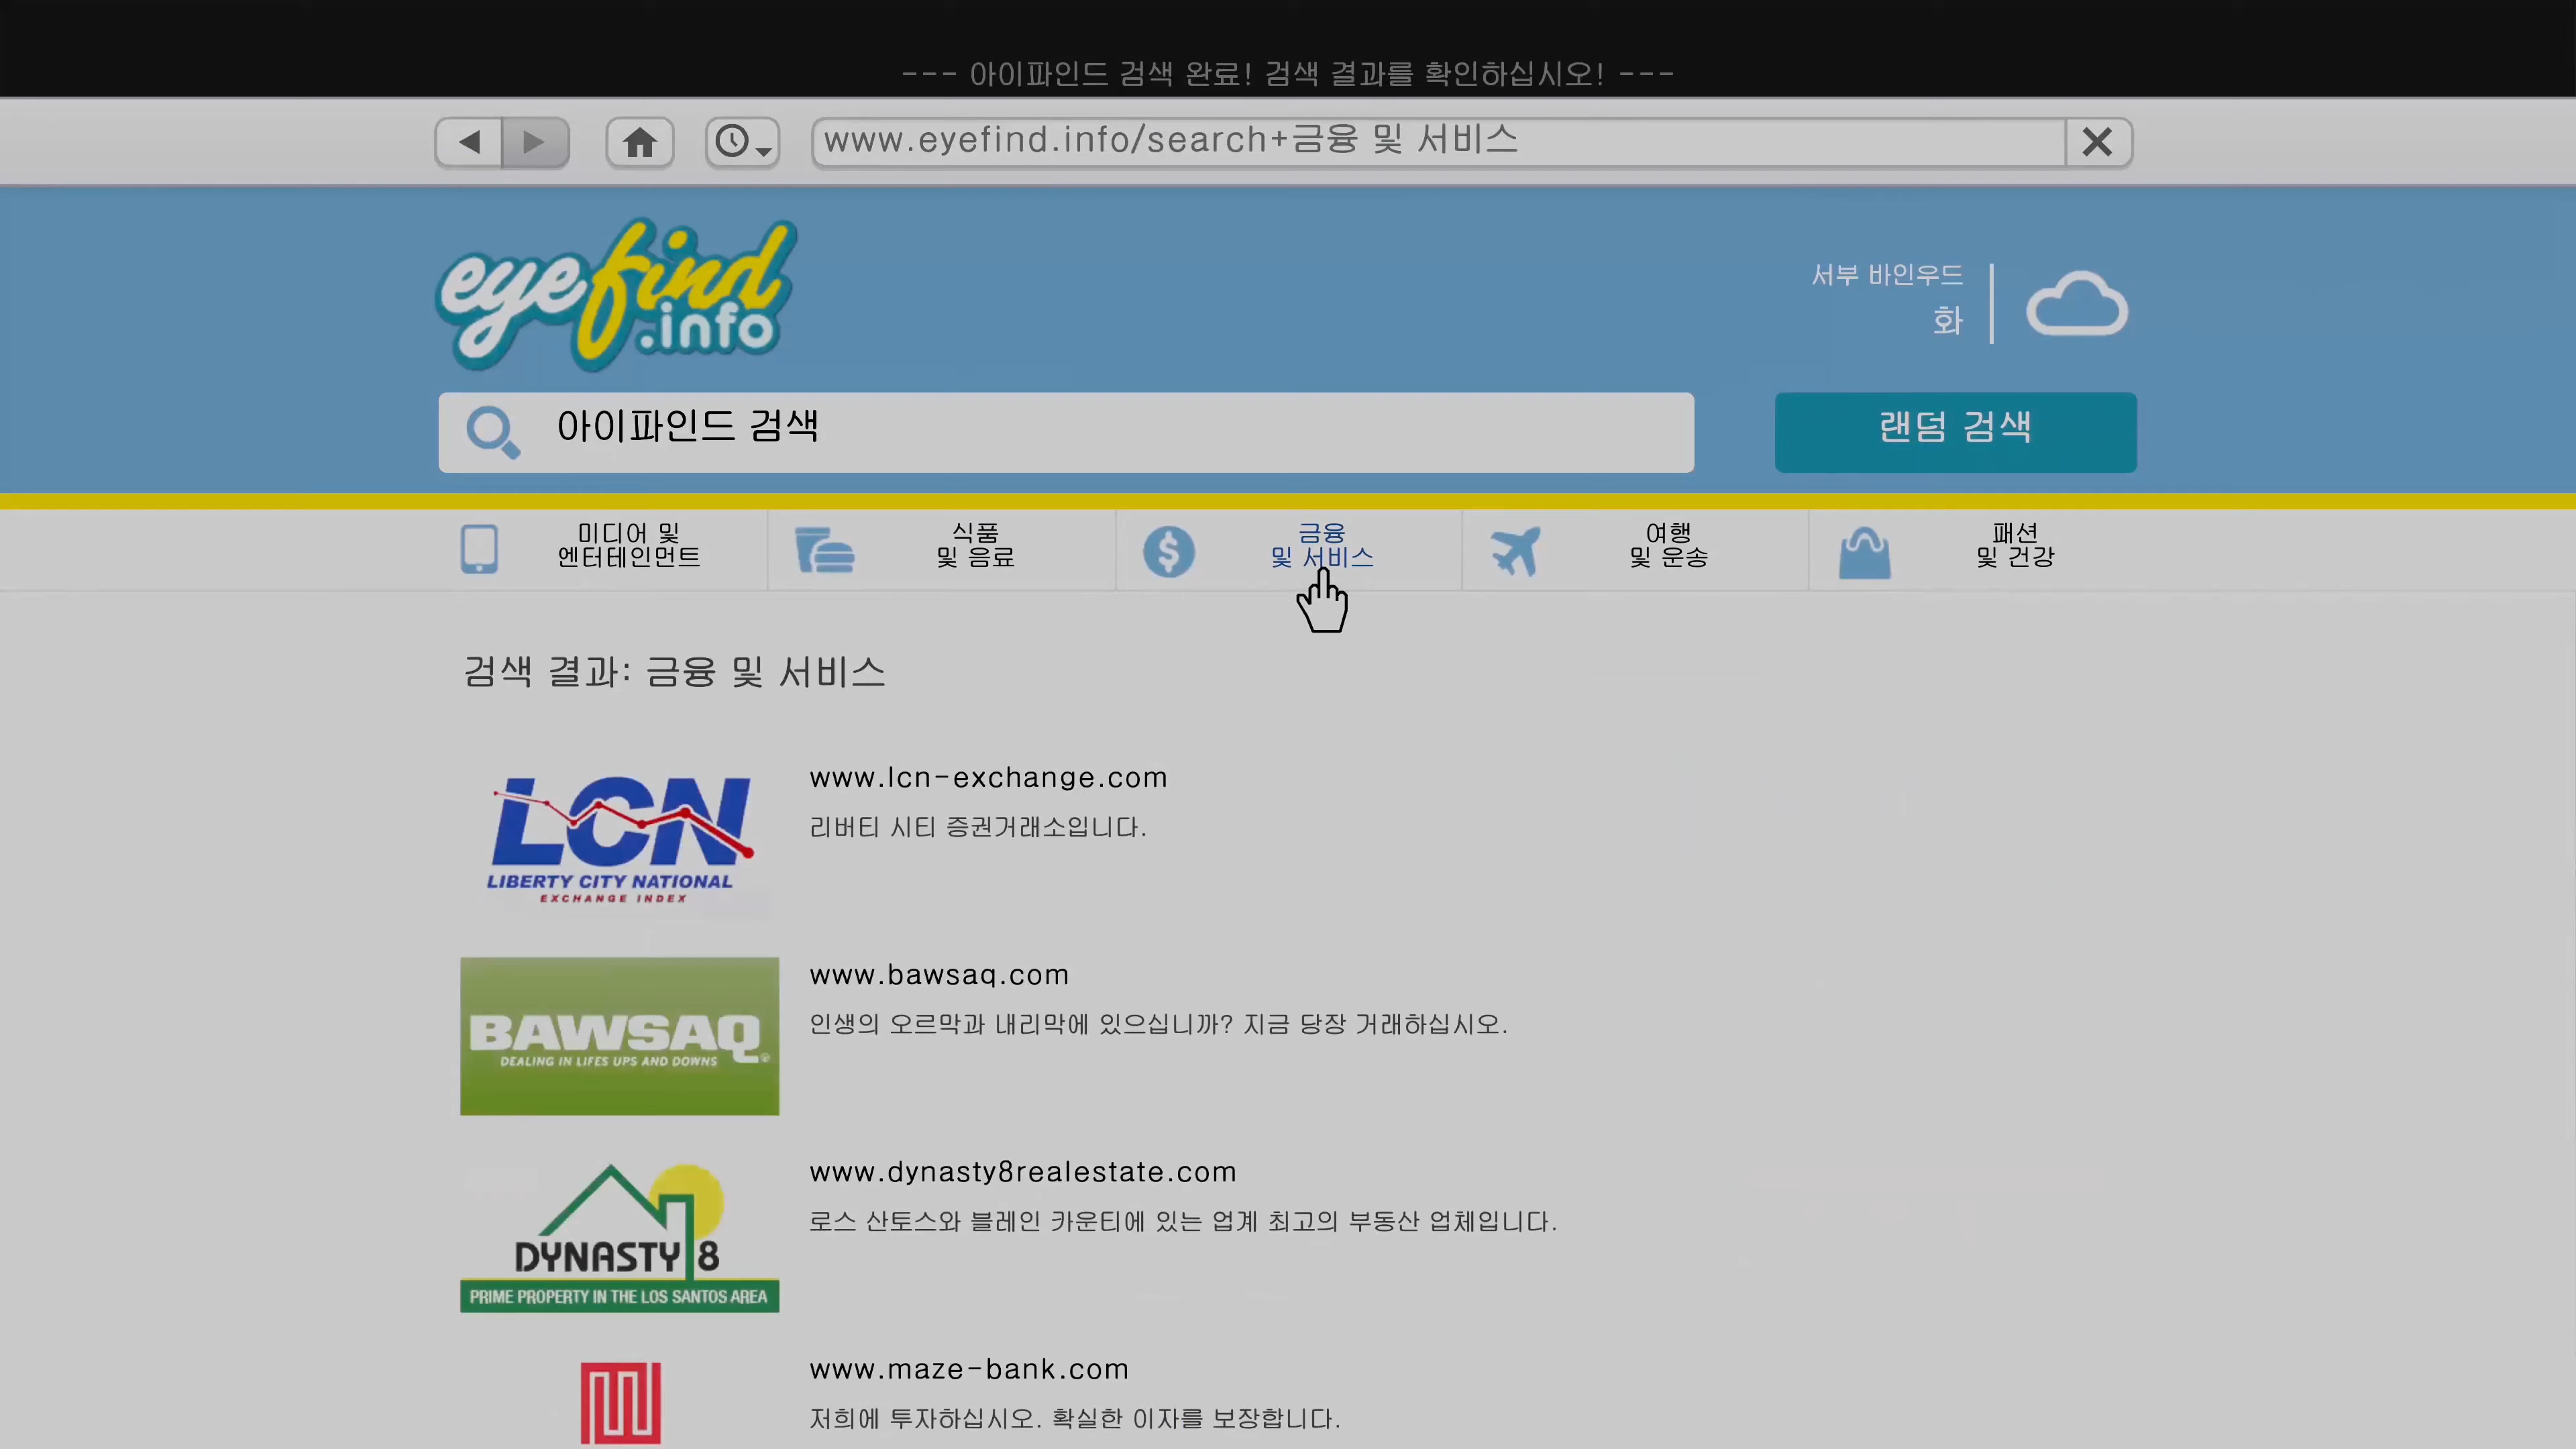 --- 아이파인드 검색 완료! 검색 결과를 확인하십시오! ---
www.eyefind.info/search+금융 및 서비스
eyefind
.info
서부 바인우드
화
아이파인드 검색
랜덤 검색
미디어 및
엔터테인먼트
식품
및 음료
금융
및 서비스
여행
및 운송
패션
및 건강
검색 결과: 금융 및 서비스
LCN
LIBERTY CITY NATIONAL
EXCHANGE INDEX
www.lcn-exchange.com
리버티 시티 증권거래소입니다.
BAWSAQ
DEALING IN LIFES UPS AND DOWNS
www.bawsaq.com
인생의 오르막과 내리막에 있으십니까? 지금 당장 거래하십시오.
DYNASTY 8
PRIME PROPERTY IN THE LOS SANTOS AREA
www.dynasty8realestate.com
로스 산토스와 블레인 카운티에 있는 업계 최고의 부동산 업체입니다.
www.maze-bank.com
저희에 투자하십시오. 확실한 이자를 보장합니다.